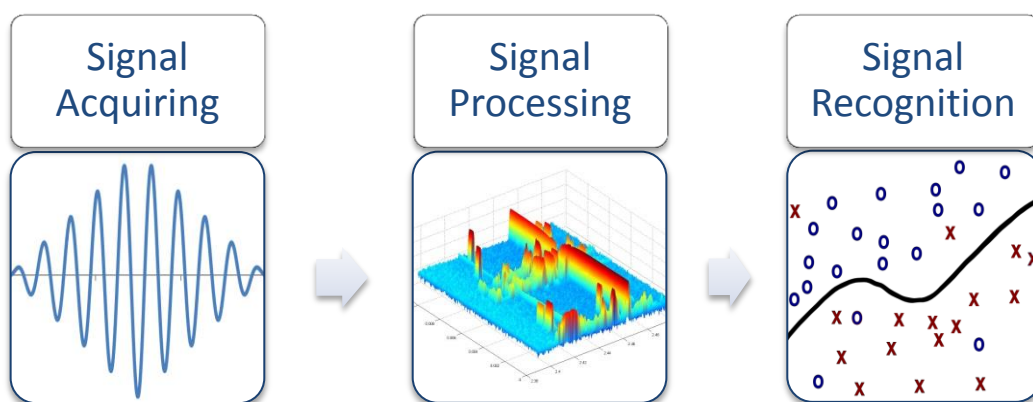 Signal
Acquiring
Signal
Processing
Signal
Recognition